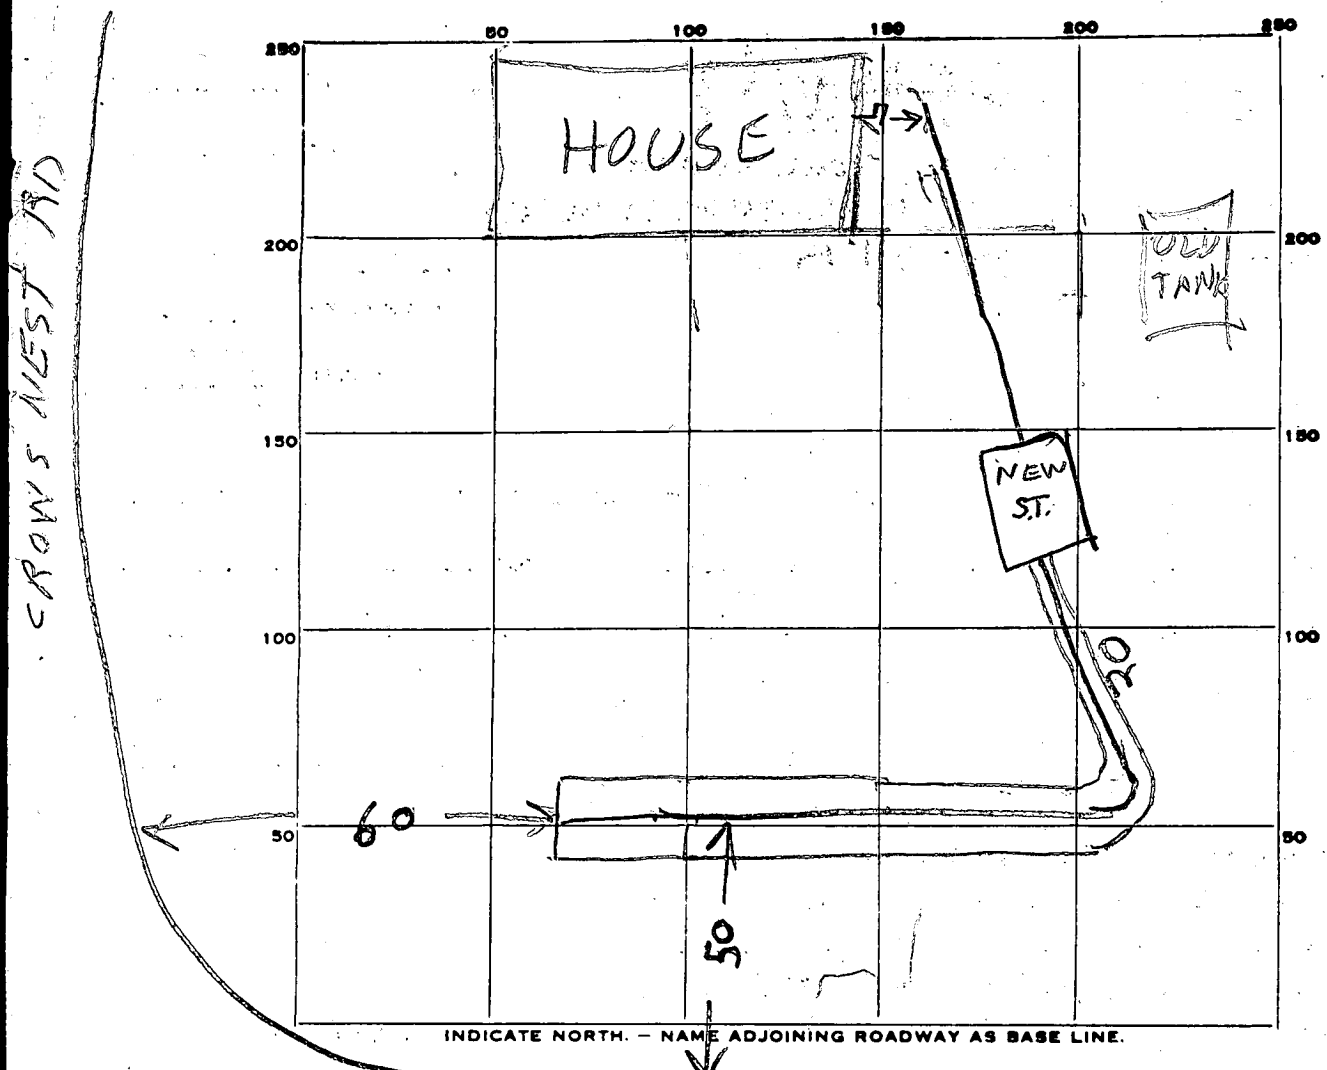 50 100 150 200 250
250
HOUSE
5
CROWS NEST RD
200 200
OLD
TANK
150 150
NEW
S.T.
100 100
20
60
50 50
50
INDICATE NORTH. — NAME ADJOINING ROADWAY AS BASE LINE.